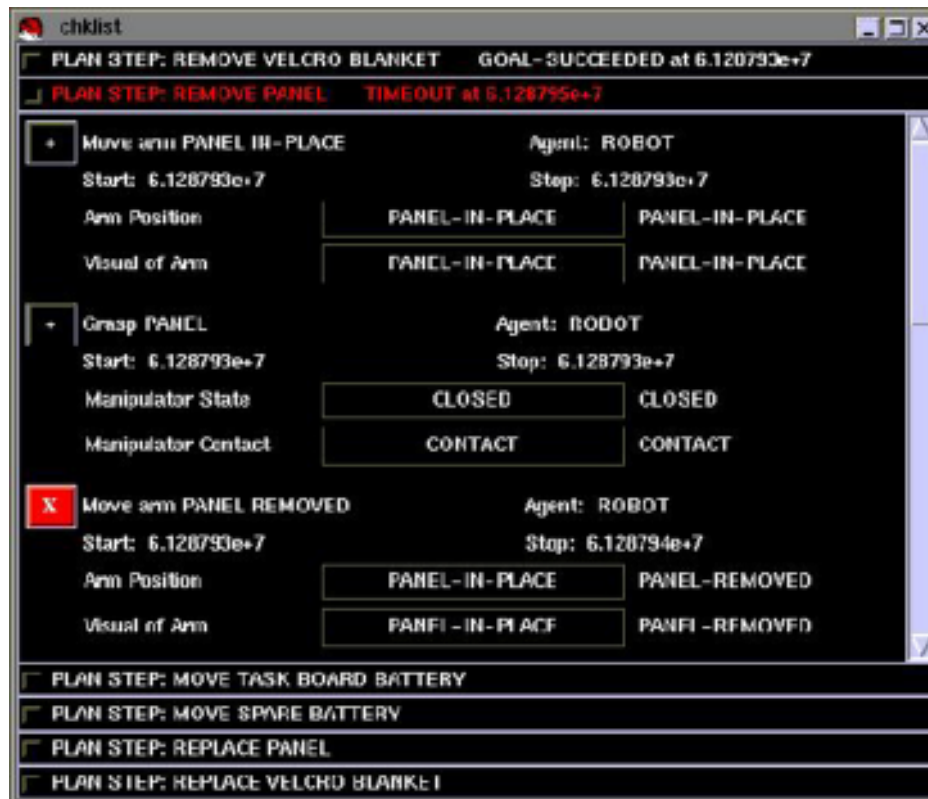 chklist
PLAN STEP: REMOVE VELCRO BLANKET GOAL-SUCCEEDED at 6.120793e+7
PLAN STEP: REMOVE PANEL TIMEOUT at 6.128795e+7
+ Move arm PANEL IN-PLACE Agent: ROBOT
Start: 6.128793e+7 Stop: 6.128793e+7
Arm Position PANEL-IN-PLACE PANEL-IN-PLACE
Visual of Arm PANEL-IN-PLACE PANEL-IN-PLACE
+ Grasp PANEL Agent: ROBOT
Start: 6.128793e+7 Stop: 6.128793e+7
Manipulator State CLOSED CLOSED
Manipulator Contact CONTACT CONTACT
X Move arm PANEL REMOVED Agent: ROBOT
Start: 6.128793e+7 Stop: 6.128794e+7
Arm Position PANEL-IN-PLACE PANEL-REMOVED
Visual of Arm PANEL-IN-PLACE PANEL-REMOVED
PLAN STEP: MOVE TASK BOARD BATTERY
PLAN STEP: MOVE SPARE BATTERY
PLAN STEP: REPLACE PANEL
PLAN STEP: REPLACE VELCRO BLANKET